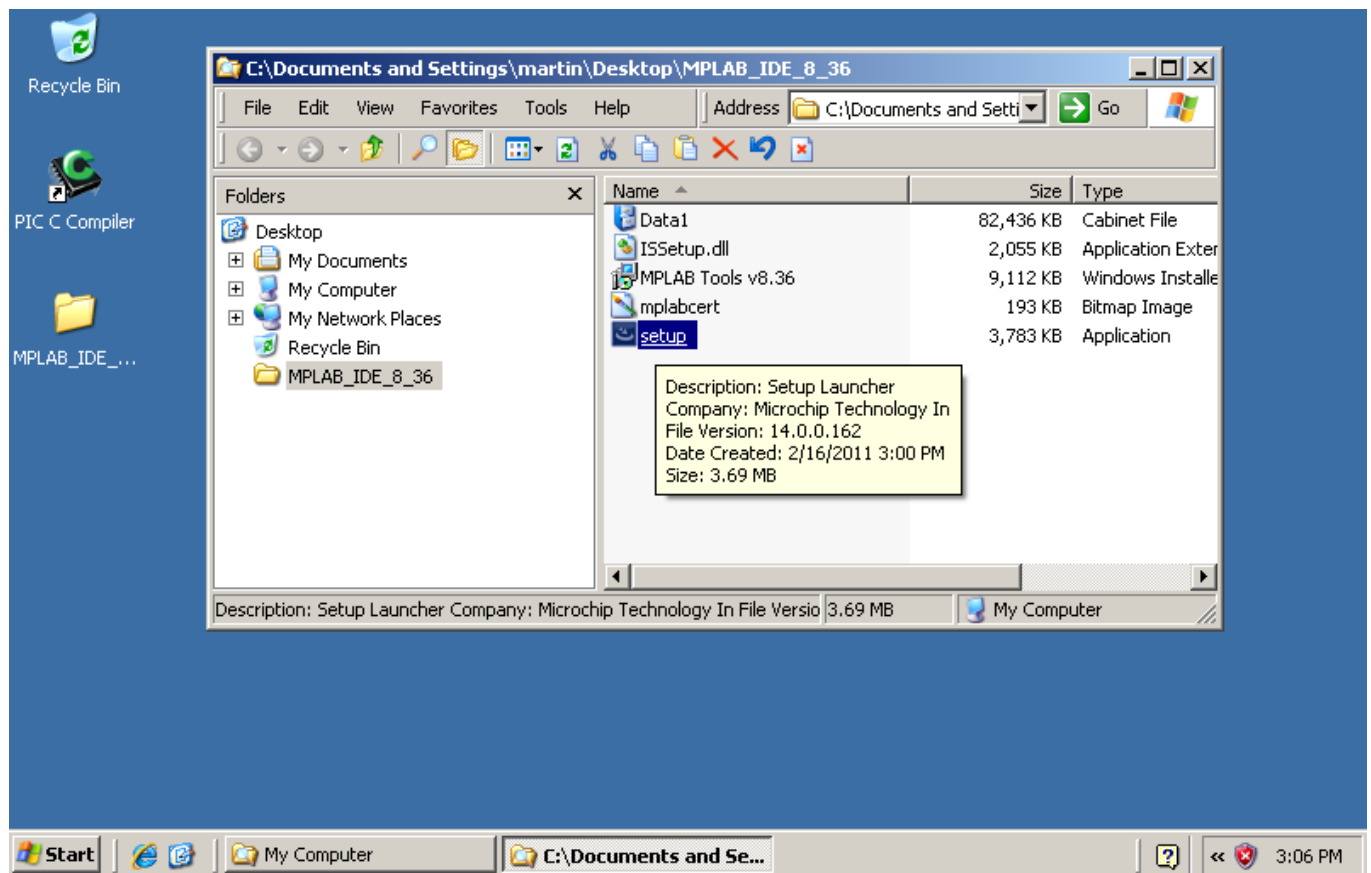 Recycle Bin
PIC C Compiler
MPLAB_IDE_...
C:\Documents and Settings\martin\Desktop\MPLAB_IDE_8_36
File Edit View Favorites Tools Help Address C:\Documents and Setti Go
Folders
Desktop
My Documents
My Computer
My Network Places
Recycle Bin
MPLAB_IDE_8_36
Name Size Type
Data1 82,436 KB Cabinet File
ISSetup.dll 2,055 KB Application Exter
MPLAB Tools v8.36 9,112 KB Windows Installe
mplabcert 193 KB Bitmap Image
setup 3,783 KB Application
Description: Setup Launcher
Company: Microchip Technology In
File Version: 14.0.0.162
Date Created: 2/16/2011 3:00 PM
Size: 3.69 MB
Description: Setup Launcher Company: Microchip Technology In File Versio 3.69 MB My Computer
Start My Computer C:\Documents and Se... 3:06 PM